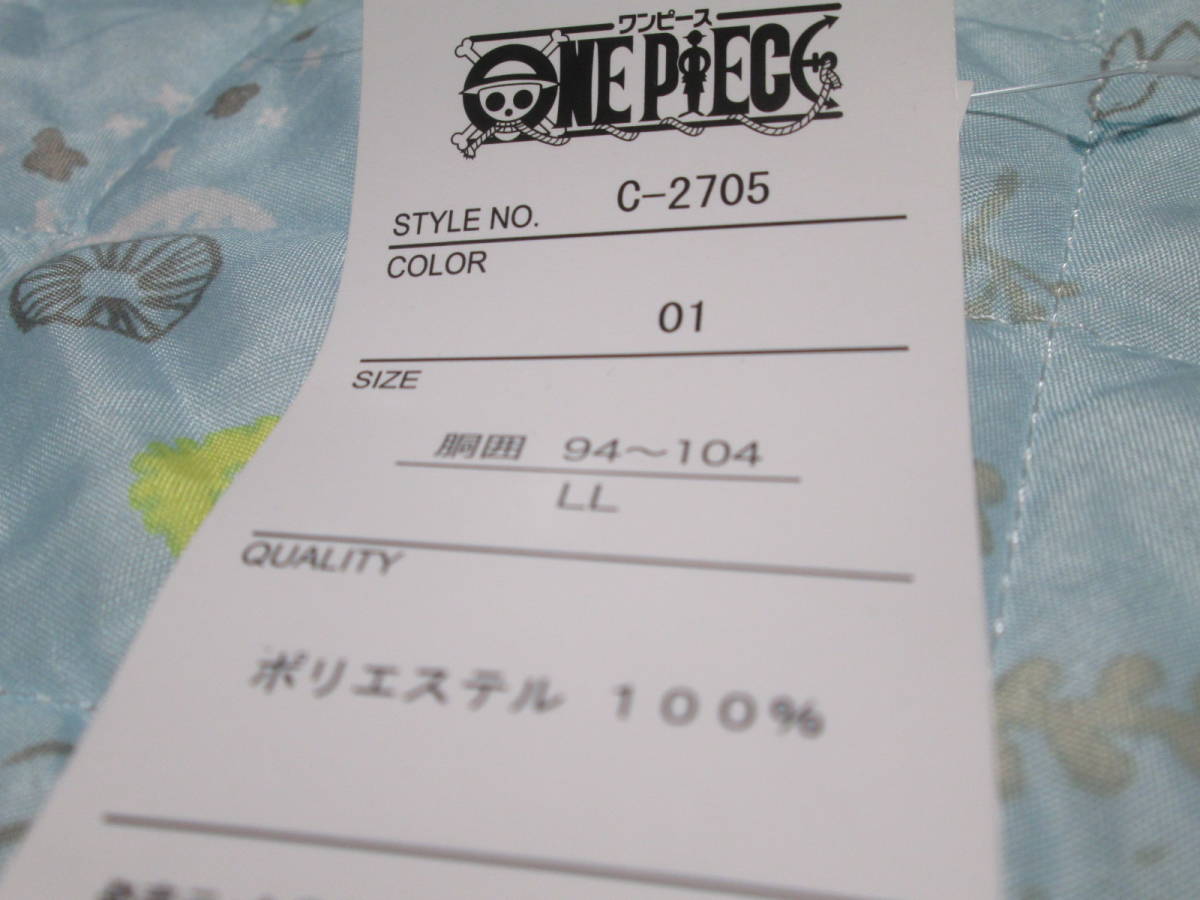 ワンピース
ONE PIECE
STYLE NO. C-2705
COLOR
01
SIZE
胴囲 94～104
LL
QUALITY
ポリエステル 100%